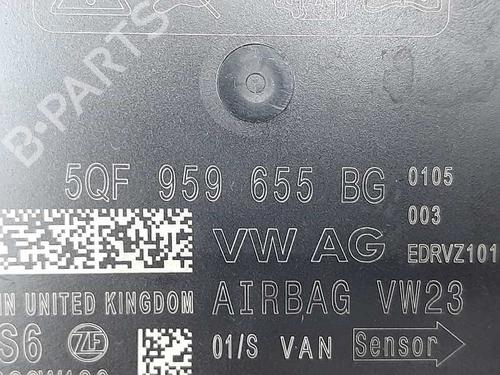 B-PARTS
5QF 959 655 BG 0105
003
VW AG EDRVZ101
IN UNITED KINGDOM AIRBAG VW23
S6 ZF 01/S VAN Sensor